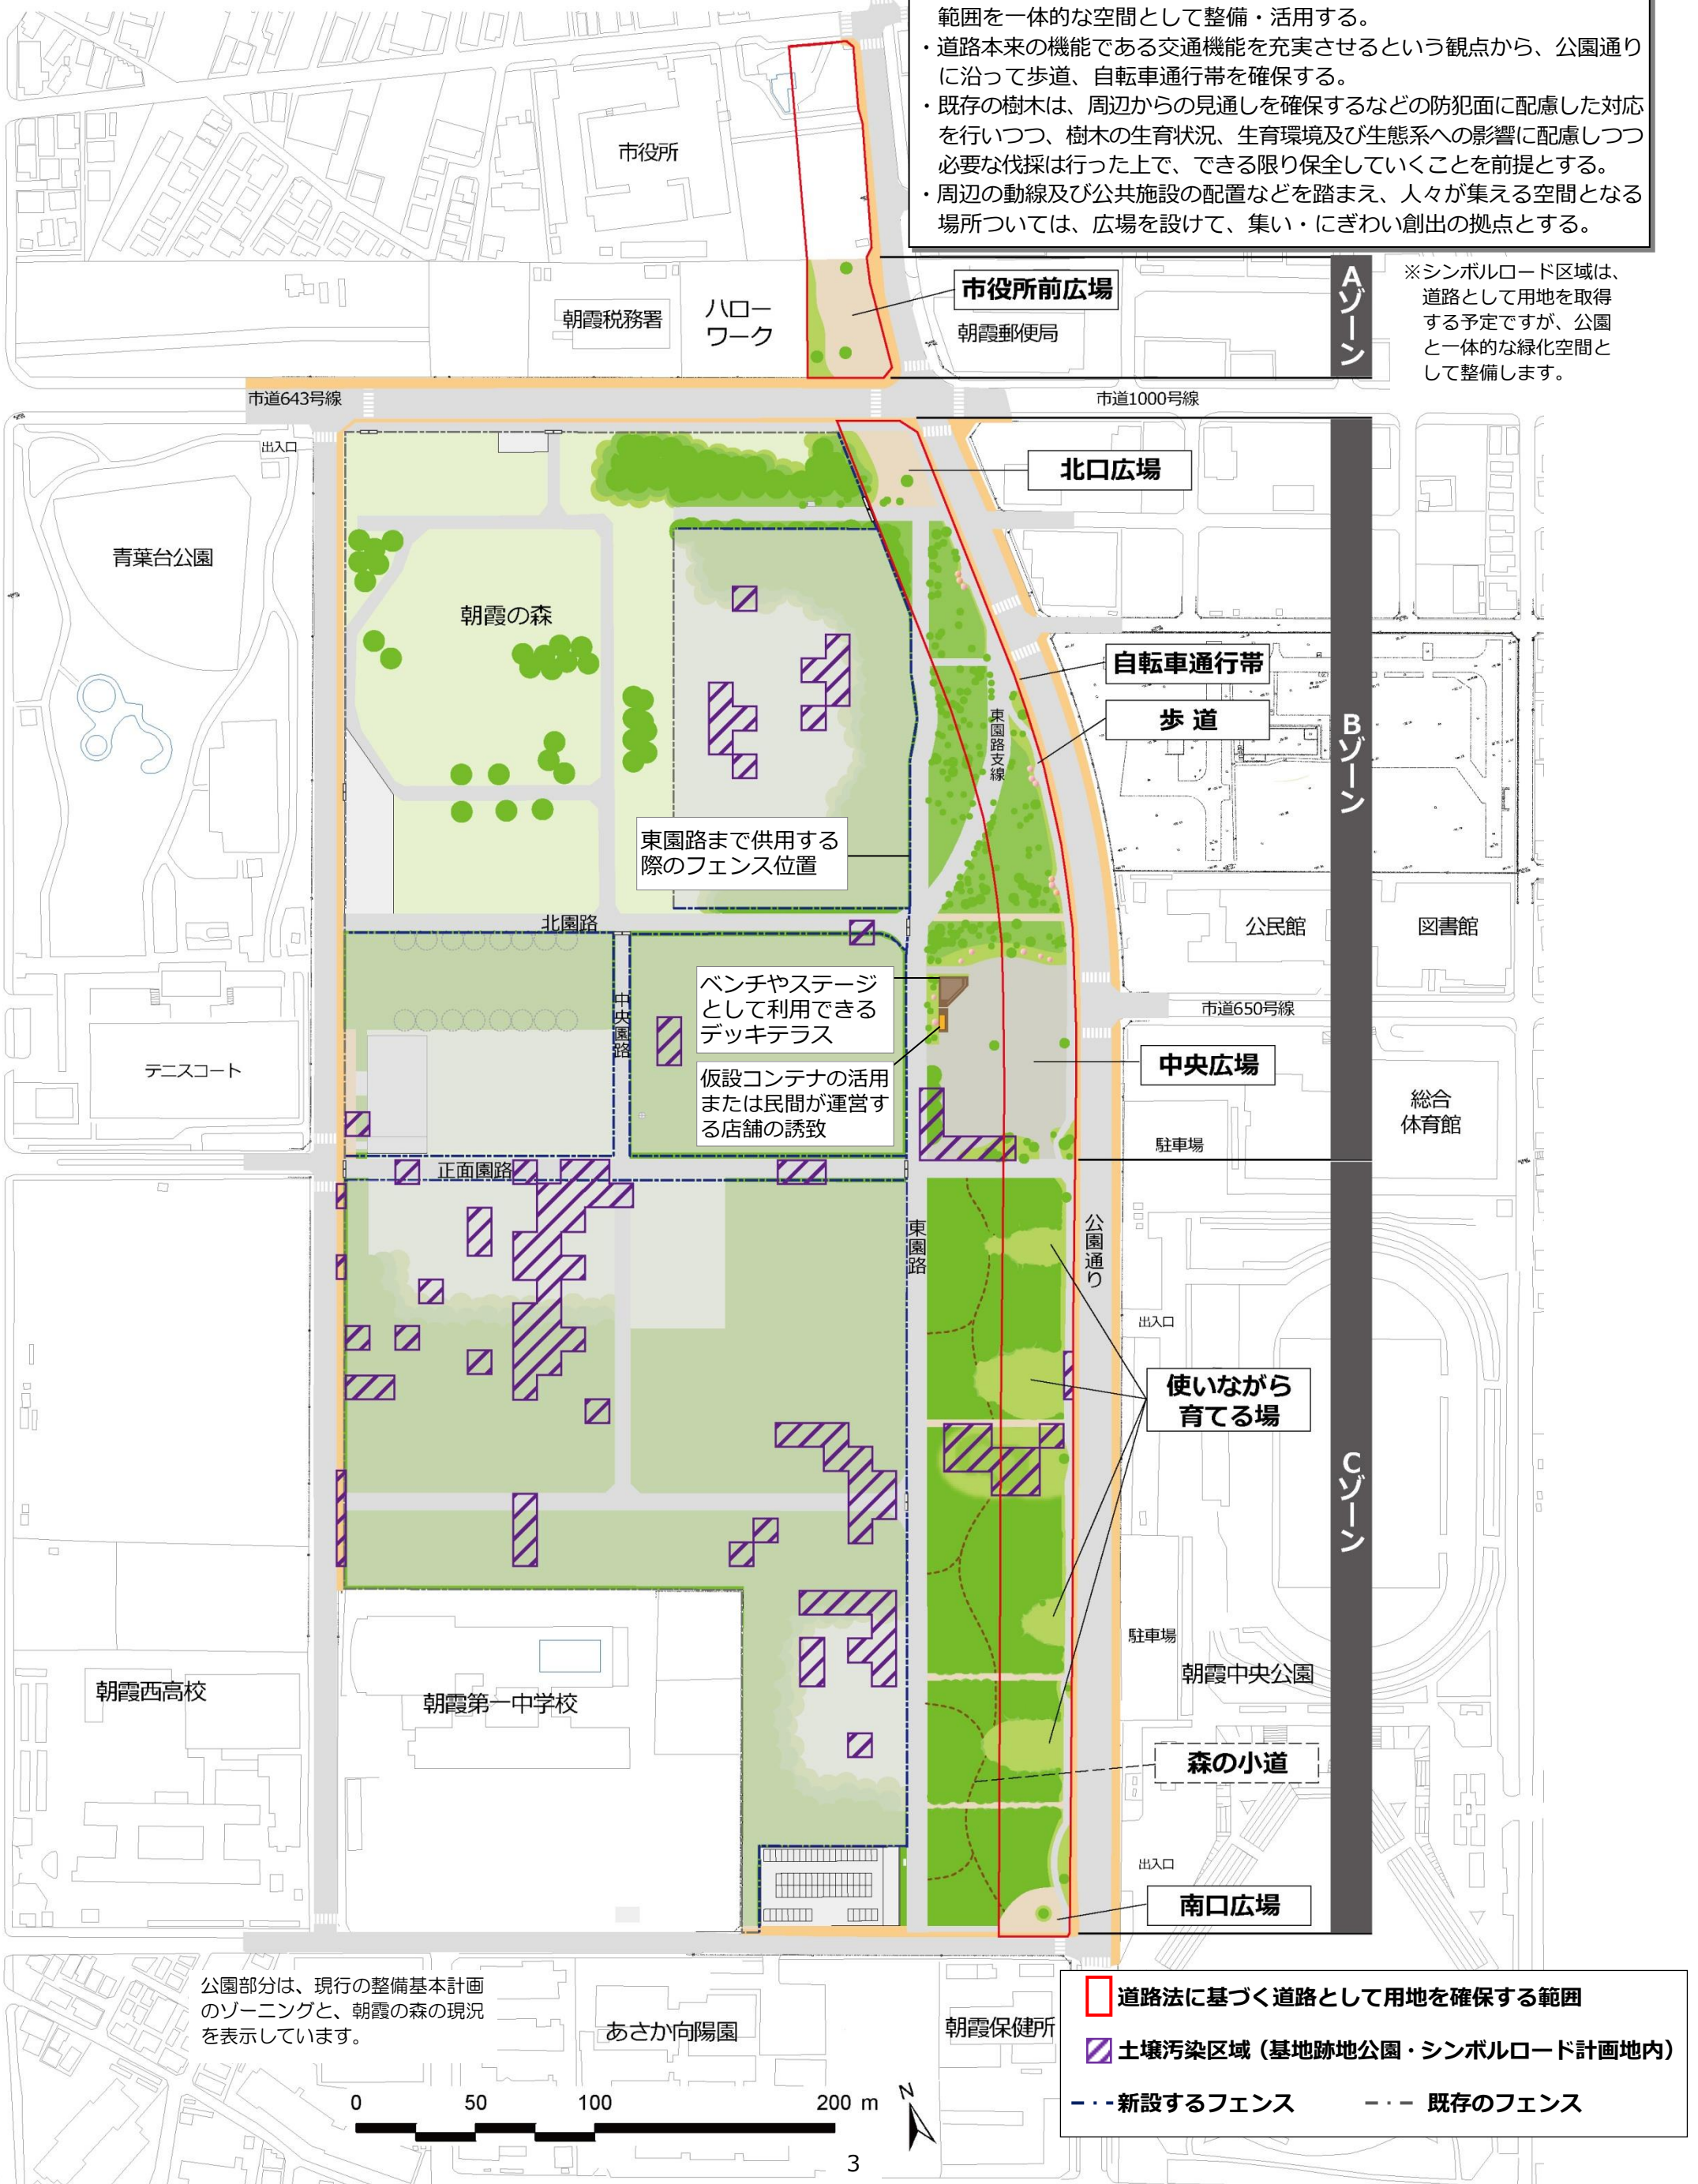 範囲を一体的な空間として整備・活用する。
・道路本来の機能である交通機能を充実させるという観点から、公園通り
に沿って歩道、自転車通行帯を確保する。
・既存の樹木は、周辺からの見通しを確保するなどの防犯面に配慮した対応
を行いつつ、樹木の生育状況、生育環境及び生態系への影響に配慮しつつ
必要な伐採は行った上で、できる限り保全していくことを前提とする。
・周辺の動線及び公共施設の配置などを踏まえ、人々が集える空間となる
場所ついては、広場を設けて、集い・にぎわい創出の拠点とする。
※シンボルロード区域は、
道路として用地を取得
する予定ですが、公園
と一体的な緑化空間と
して整備します。
市役所
Aゾーン
市役所前広場
朝霞税務署
ハロー
ワーク
朝霞郵便局
市道643号線
市道1000号線
出入口
北口広場
青葉台公園
朝霞の森
自転車通行帯
歩 道
東園路支線
Bゾーン
東園路まで供用する
際のフェンス位置
北園路
公民館
図書館
中央園路
ベンチやステージ
として利用できる
デッキテラス
市道650号線
テニスコート
仮設コンテナの活用
または民間が運営す
る店舗の誘致
中央広場
総合
体育館
駐車場
正面園路
東園路
公園通り
出入口
使いながら
育てる場
Cゾーン
駐車場
朝霞西高校
朝霞第一中学校
朝霞中央公園
森の小道
出入口
南口広場
公園部分は、現行の整備基本計画
のゾーニングと、朝霞の森の現況
を表示しています。
あさか向陽園
朝霞保健所
道路法に基づく道路として用地を確保する範囲
土壌汚染区域（基地跡地公園・シンボルロード計画地内）
新設するフェンス
既存のフェンス
0 50 100 200 m
N
3